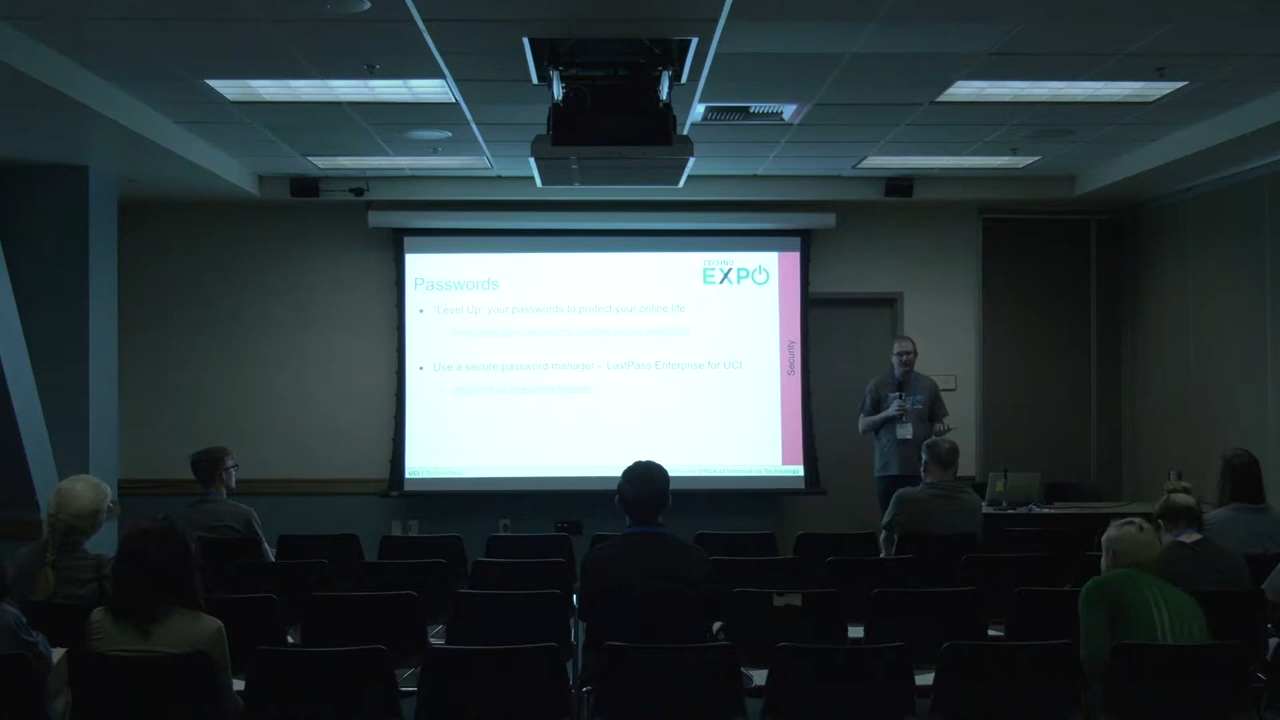 TECHNO
EXPO
Passwords
• "Level Up" your passwords to protect your online life
• Use a secure password manager – LastPass Enterprise for UCI
Security
UCI
Office of Information Technology